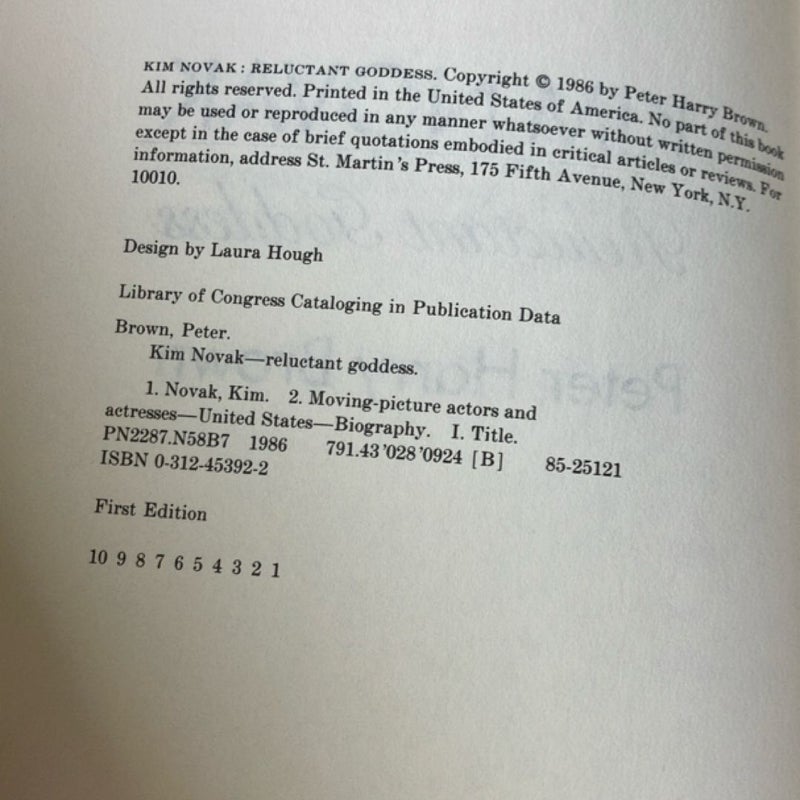 KIM NOVAK: RELUCTANT GODDESS. Copyright © 1986 by Peter Harry Brown.
All rights reserved. Printed in the United States of America. No part of this book
may be used or reproduced in any manner whatsoever without written permission
except in the case of brief quotations embodied in critical articles or reviews. For
information, address St. Martin's Press, 175 Fifth Avenue, New York, N.Y.
10010.
Design by Laura Hough
Library of Congress Cataloging in Publication Data
Brown, Peter.
Kim Novak—reluctant goddess.
1. Novak, Kim. 2. Moving-picture actors and
actresses—United States—Biography. I. Title.
PN2287.N58B7 1986 791.43'028'0924 [B] 85-25121
ISBN 0-312-45392-2
First Edition
10 9 8 7 6 5 4 3 2 1